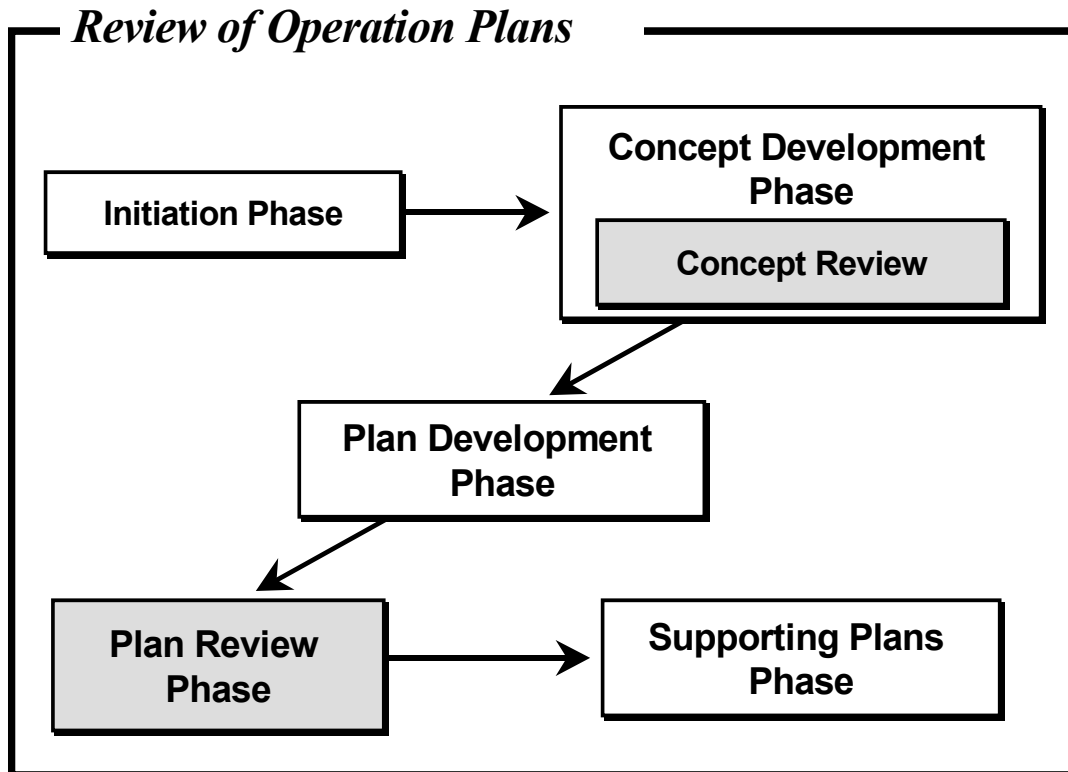 Review of Operation Plans
Initiation Phase
Concept Development
Phase
Concept Review
Plan Development
Phase
Plan Review
Phase
Supporting Plans
Phase